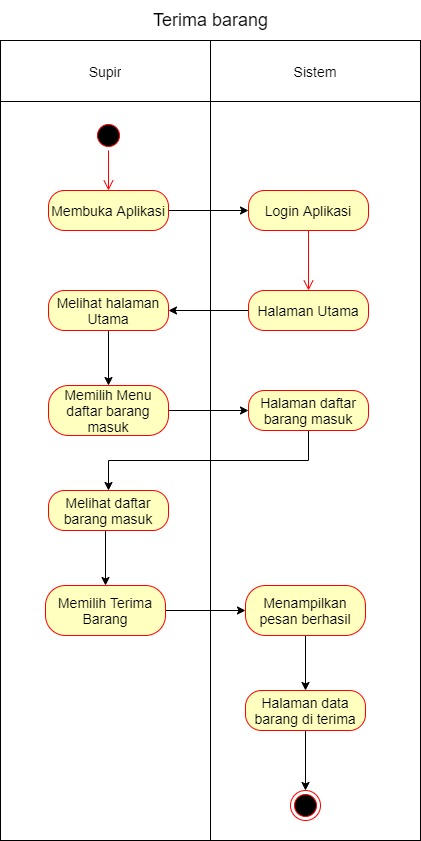 Terima barang
Supir
Sistem
Membuka Aplikasi
Login Aplikasi
Melihat halaman
Utama
Halaman Utama
Memilih Menu
daftar barang
masuk
Halaman daftar
barang masuk
Melihat daftar
barang masuk
Memilih Terima
Barang
Menampilkan
pesan berhasil
Halaman data
barang di terima